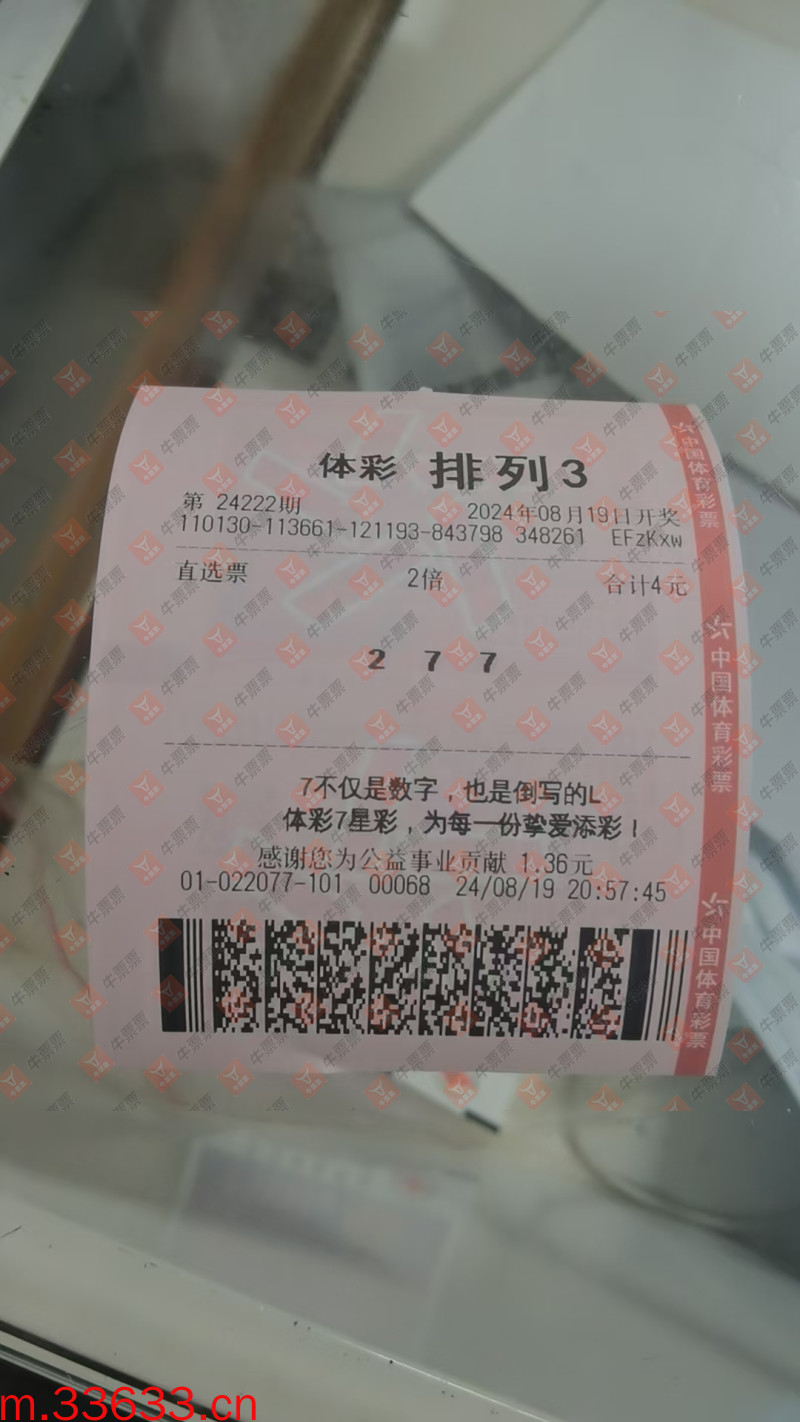 体彩 排列3
第 24222期 2024年08月19日开奖
110130-113661-121193-843798 348261 EFzKxw
直选票 2倍 合计4元
2 7 7
7不仅是数字，也是倒写的L
体彩7星彩，为每一份挚爱添彩！
感谢您为公益事业贡献 1.36元
01-022077-101 00068 24/08/19 20:57:45
中国体育彩票
中国体育彩票
中国体育彩票
牛票票
m.33633.cn